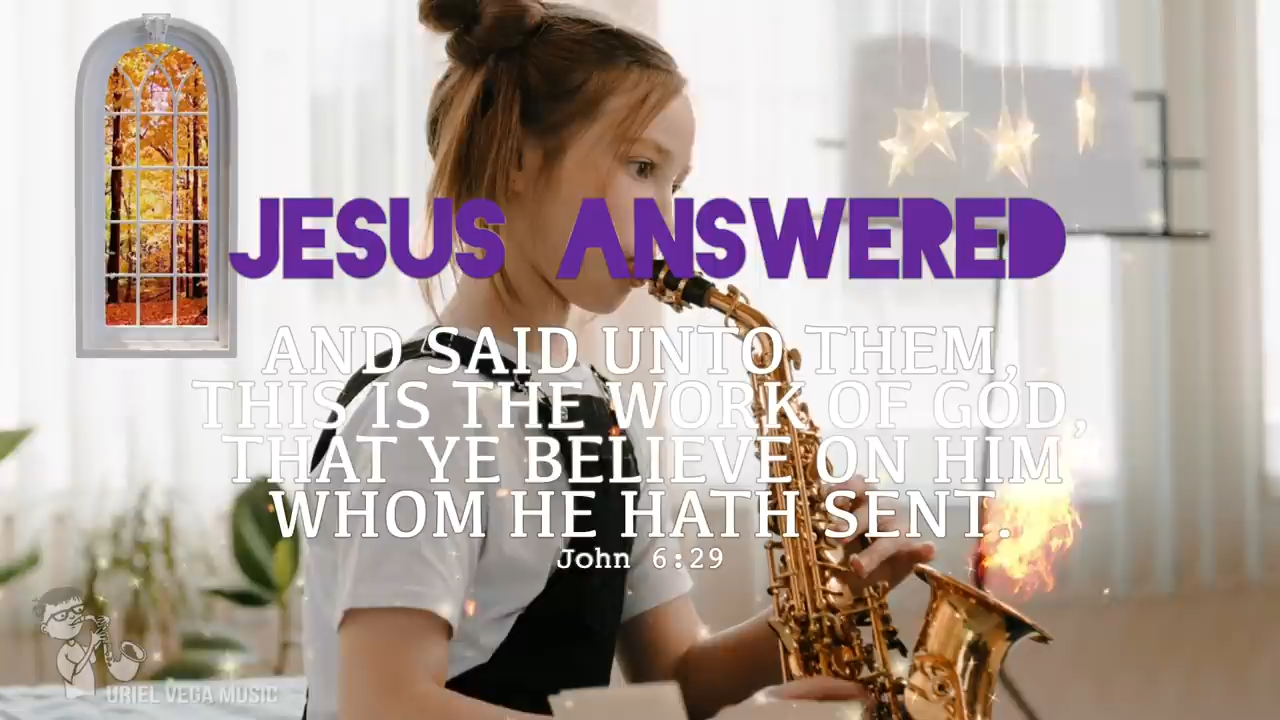 JESUS ANSWERED
AND SAID UNTO THEM,
THIS IS THE WORK OF GOD,
THAT YE BELIEVE ON HIM
WHOM HE HATH SENT.
John 6:29
URIEL VEGA MUSIC